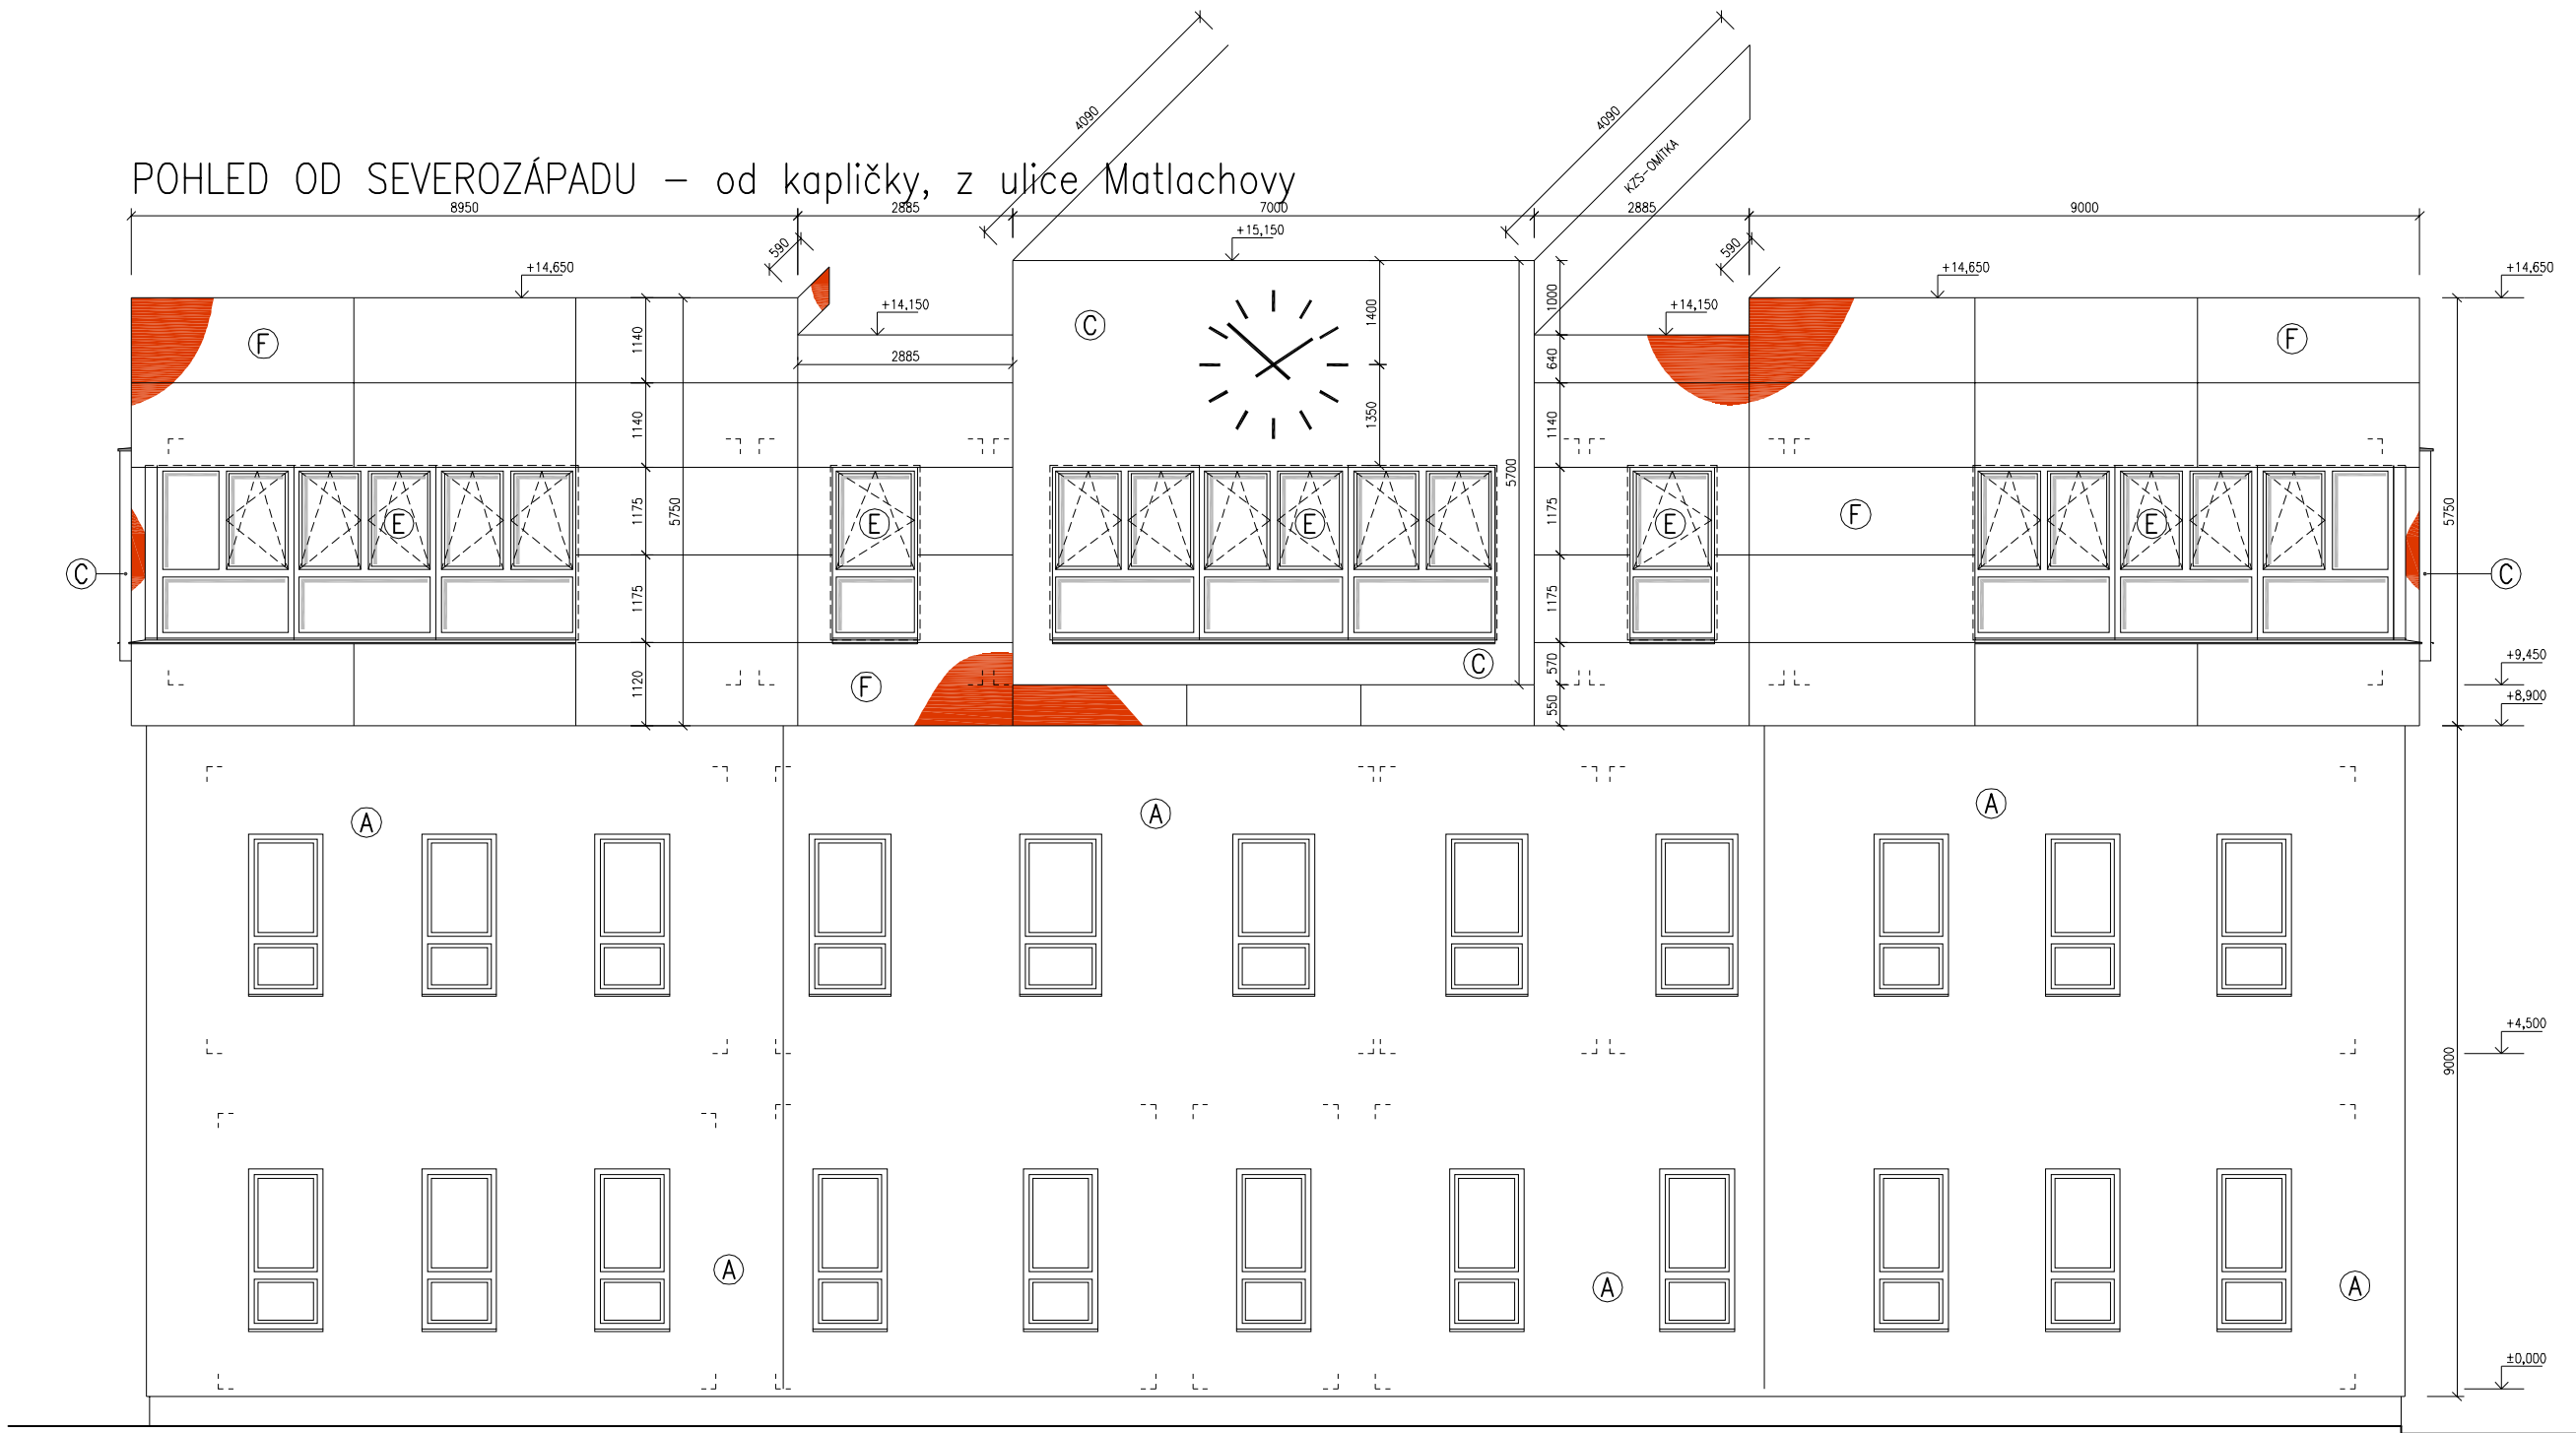 4090
4090
KZS-OMÍTKA
POHLED OD SEVEROZÁPADU – od kapličky, z ulice Matlachovy
8950
2885
7000
2885
9000
590
+15,150
590
+14,650
+14,650
+14,650
+14,150
+14,150
1000
1400
C
F
F
1140
640
2885
1140
1350
1140
5700
5750
1175
E
E
E
E
F
E
1175
5750
C
C
1175
1175
C
570
+9,450
F
1120
550
+8,900
A
A
A
+4,500
9000
A
A
A
±0,000